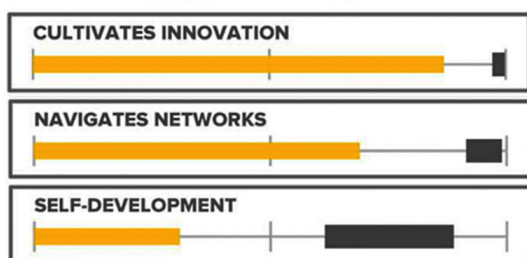 CULTIVATES INNOVATION
NAVIGATES NETWORKS
SELF-DEVELOPMENT